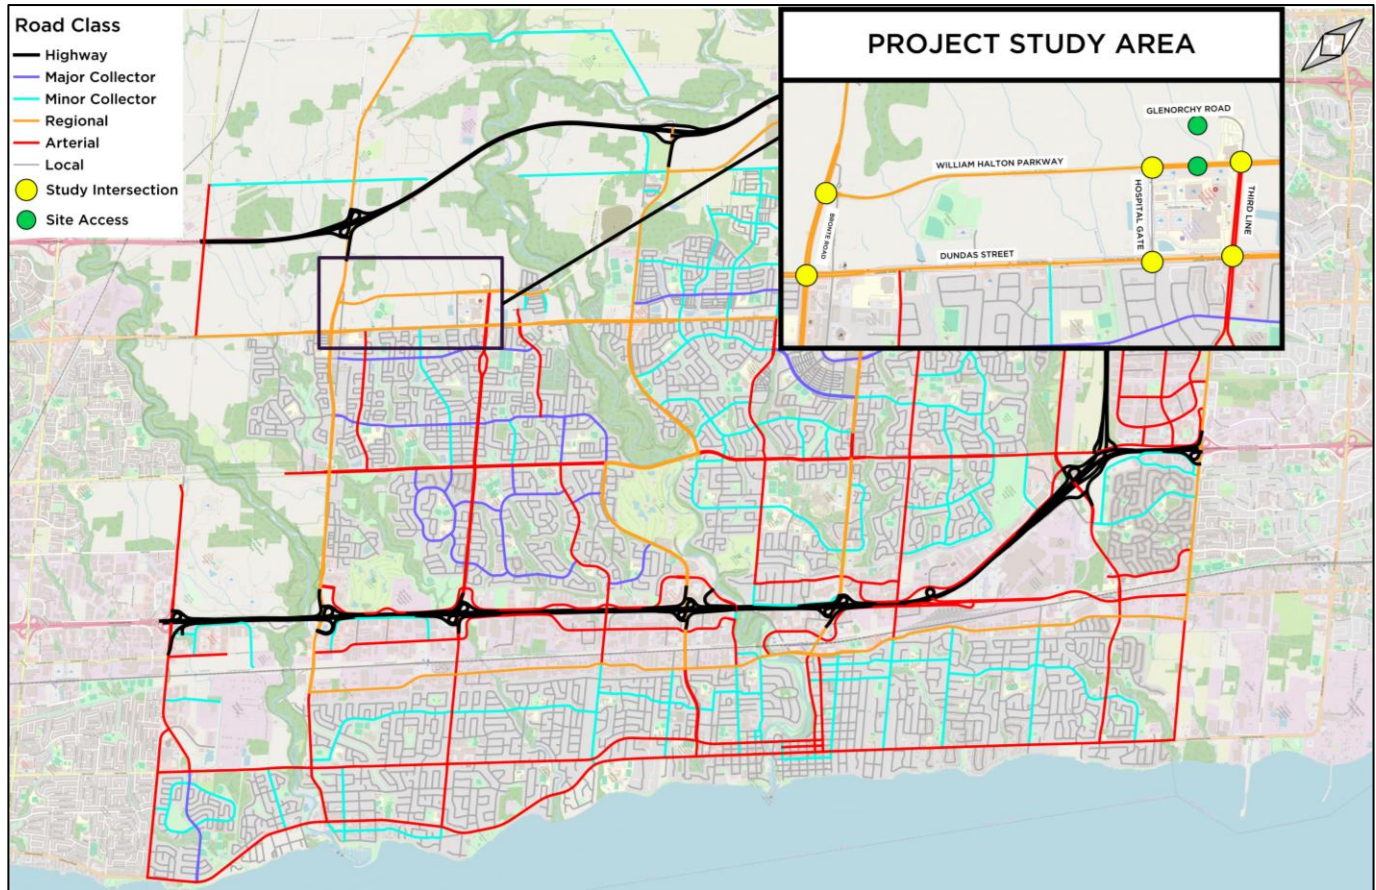 Road Class
Highway
Major Collector
Minor Collector
Regional
Arterial
Local
Study Intersection
Site Access
PROJECT STUDY AREA
GLENORCHY ROAD
WILLIAM HALTON PARKWAY
HOSPITAL GATE
THIRD LINE
BRONTE ROAD
DUNDAS STREET